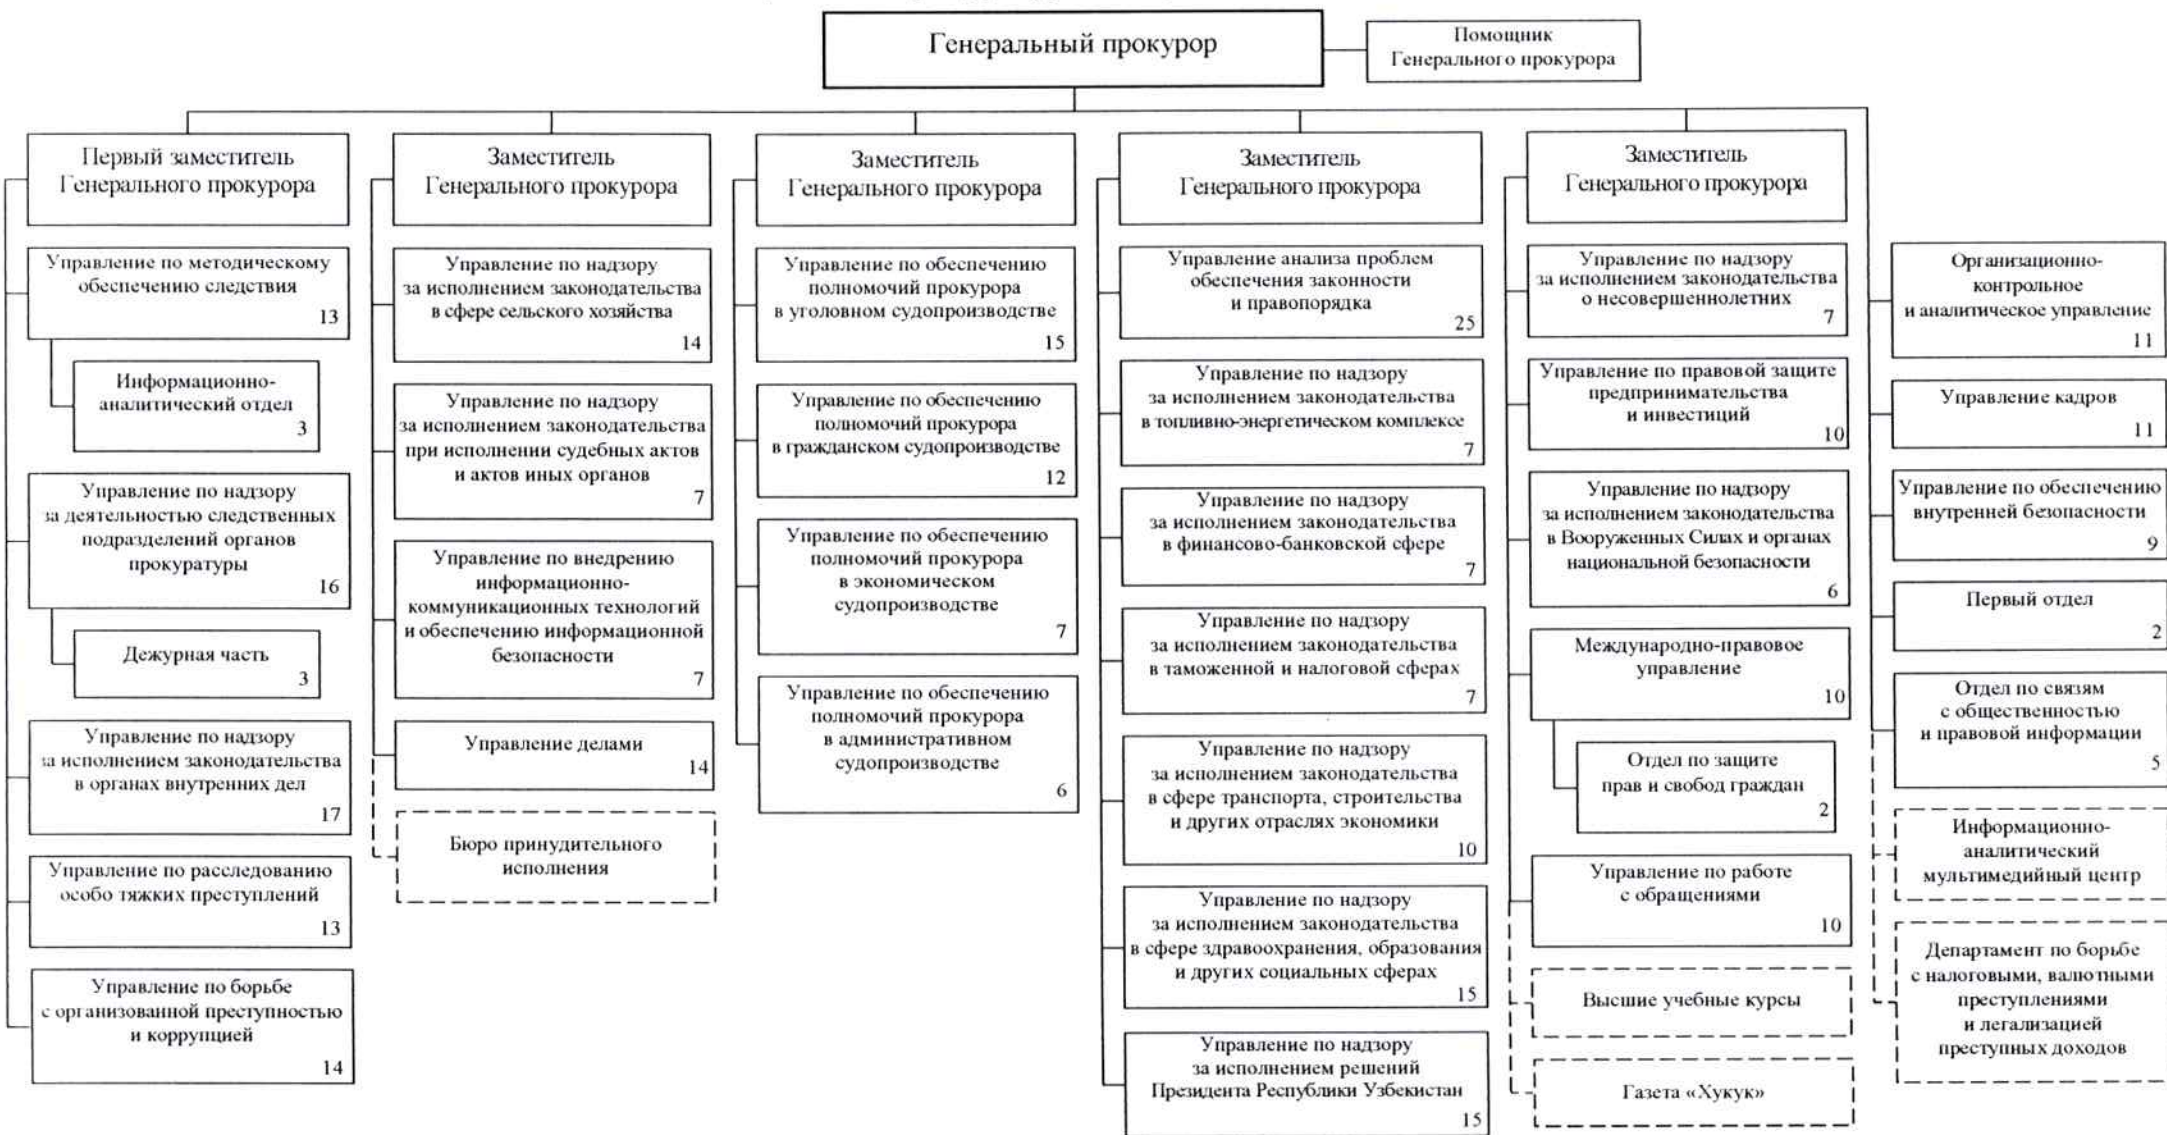 Генеральный прокурор
Помощник
Генерального прокурора
Первый заместитель
Генерального прокурора
Управление по методическому
обеспечению следствия
13
Информационно-
аналитический отдел
3
Управление по надзору
за деятельностью следственных
подразделений органов
прокуратуры
16
Дежурная часть
3
Управление по надзору
за исполнением законодательства
в органах внутренних дел
17
Управление по расследованию
особо тяжких преступлений
13
Управление по борьбе
с организованной преступностью
и коррупцией
14
Заместитель
Генерального прокурора
Управление по надзору
за исполнением законодательства
в сфере сельского хозяйства
14
Управление по надзору
за исполнением законодательства
при исполнении судебных актов
и актов иных органов
7
Управление по внедрению
информационно-
коммуникационных технологий
и обеспечению информационной
безопасности
7
Управление делами
14
Бюро принудительного
исполнения
Заместитель
Генерального прокурора
Управление по обеспечению
полномочий прокурора
в уголовном судопроизводстве
15
Управление по обеспечению
полномочий прокурора
в гражданском судопроизводстве
12
Управление по обеспечению
полномочий прокурора
в экономическом
судопроизводстве
7
Управление по обеспечению
полномочий прокурора
в административном
судопроизводстве
6
Заместитель
Генерального прокурора
Управление анализа проблем
обеспечения законности
и правопорядка
25
Управление по надзору
за исполнением законодательства
в топливно-энергетическом комплексе
7
Управление по надзору
за исполнением законодательства
в финансово-банковской сфере
7
Управление по надзору
за исполнением законодательства
в таможенной и налоговой сферах
7
Управление по надзору
за исполнением законодательства
в сфере транспорта, строительства
и других отраслях экономики
10
Управление по надзору
за исполнением законодательства
в сфере здравоохранения, образования
и других социальных сферах
15
Управление по надзору
за исполнением решений
Президента Республики Узбекистан
15
Заместитель
Генерального прокурора
Управление по надзору
за исполнением законодательства
о несовершеннолетних
7
Управление по правовой защите
предпринимательства
и инвестиций
10
Управление по надзору
за исполнением законодательства
в Вооруженных Силах и органах
национальной безопасности
6
Международно-правовое
управление
10
Отдел по защите
прав и свобод граждан
2
Управление по работе
с обращениями
10
Высшие учебные курсы
Газета «Хукук»
Организационно-
контрольное
и аналитическое управление
11
Управление кадров
11
Управление по обеспечению
внутренней безопасности
9
Первый отдел
2
Отдел по связям
с общественностью
и правовой информации
5
Информационно-
аналитический
мультимедийный центр
Департамент по борьбе
с налоговыми, валютными
преступлениями
и легализацией
преступных доходов